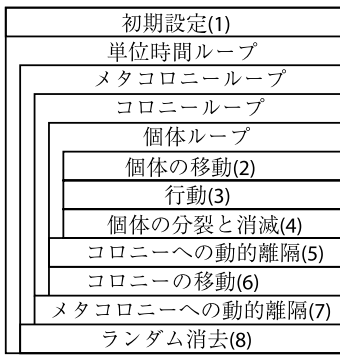 初期設定(1)
単位時間ループ
メタコロニーループ
コロニーループ
個体ループ
個体の移動(2)
行動(3)
個体の分裂と消滅(4)
コロニーへの動的離隔(5)
コロニーの移動(6)
メタコロニーへの動的離隔(7)
ランダム消去(8)